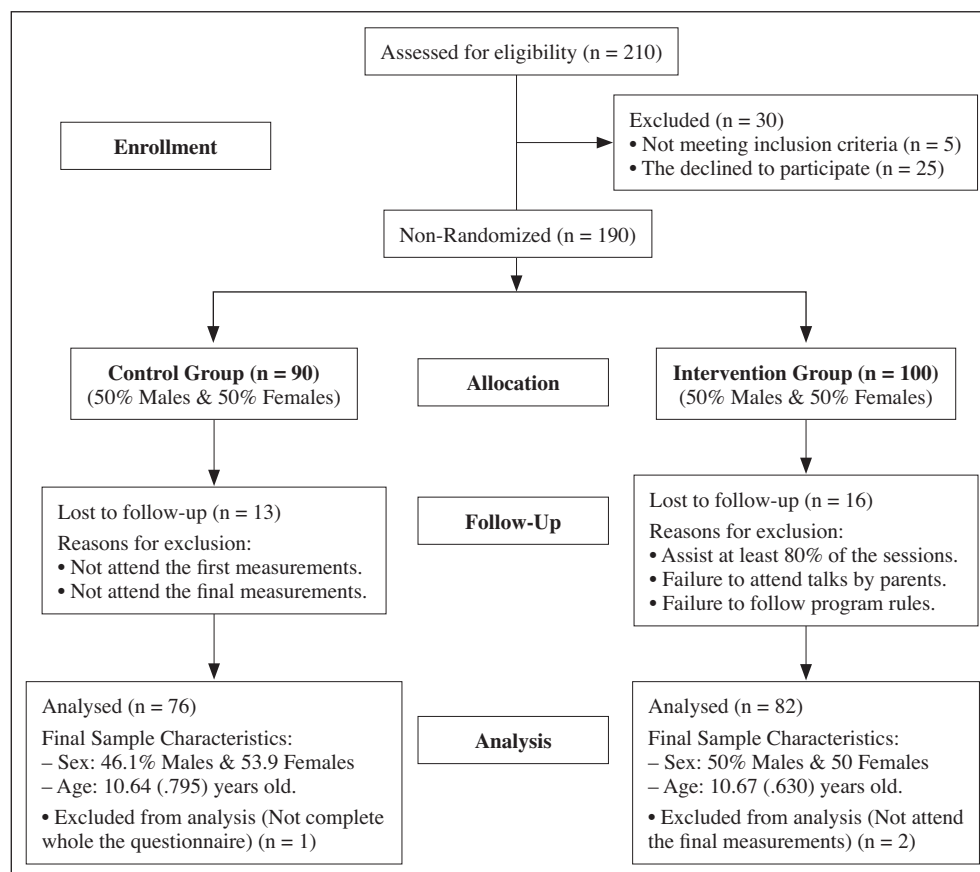 Assessed for eligibility (n = 210)
Excluded (n = 30)
• Not meeting inclusion criteria (n = 5)
• The declined to participate (n = 25)
Enrollment
Non-Randomized (n = 190)
Control Group (n = 90)
(50% Males & 50% Females)
Allocation
Intervention Group (n = 100)
(50% Males & 50% Females)
Lost to follow-up (n = 13)
Reasons for exclusion:
• Not attend the first measurements.
• Not attend the final measurements.
Follow-Up
Lost to follow-up (n = 16)
Reasons for exclusion:
• Assist at least 80% of the sessions.
• Failure to attend talks by parents.
• Failure to follow program rules.
Analysed (n = 76)
Final Sample Characteristics:
– Sex: 46.1% Males & 53.9 Females
– Age: 10.64 (.795) years old.
• Excluded from analysis (Not complete
whole the questionnaire) (n = 1)
Analysis
Analysed (n = 82)
Final Sample Characteristics:
– Sex: 50% Males & 50 Females
– Age: 10.67 (.630) years old.
• Excluded from analysis (Not attend
the final measurements) (n = 2)